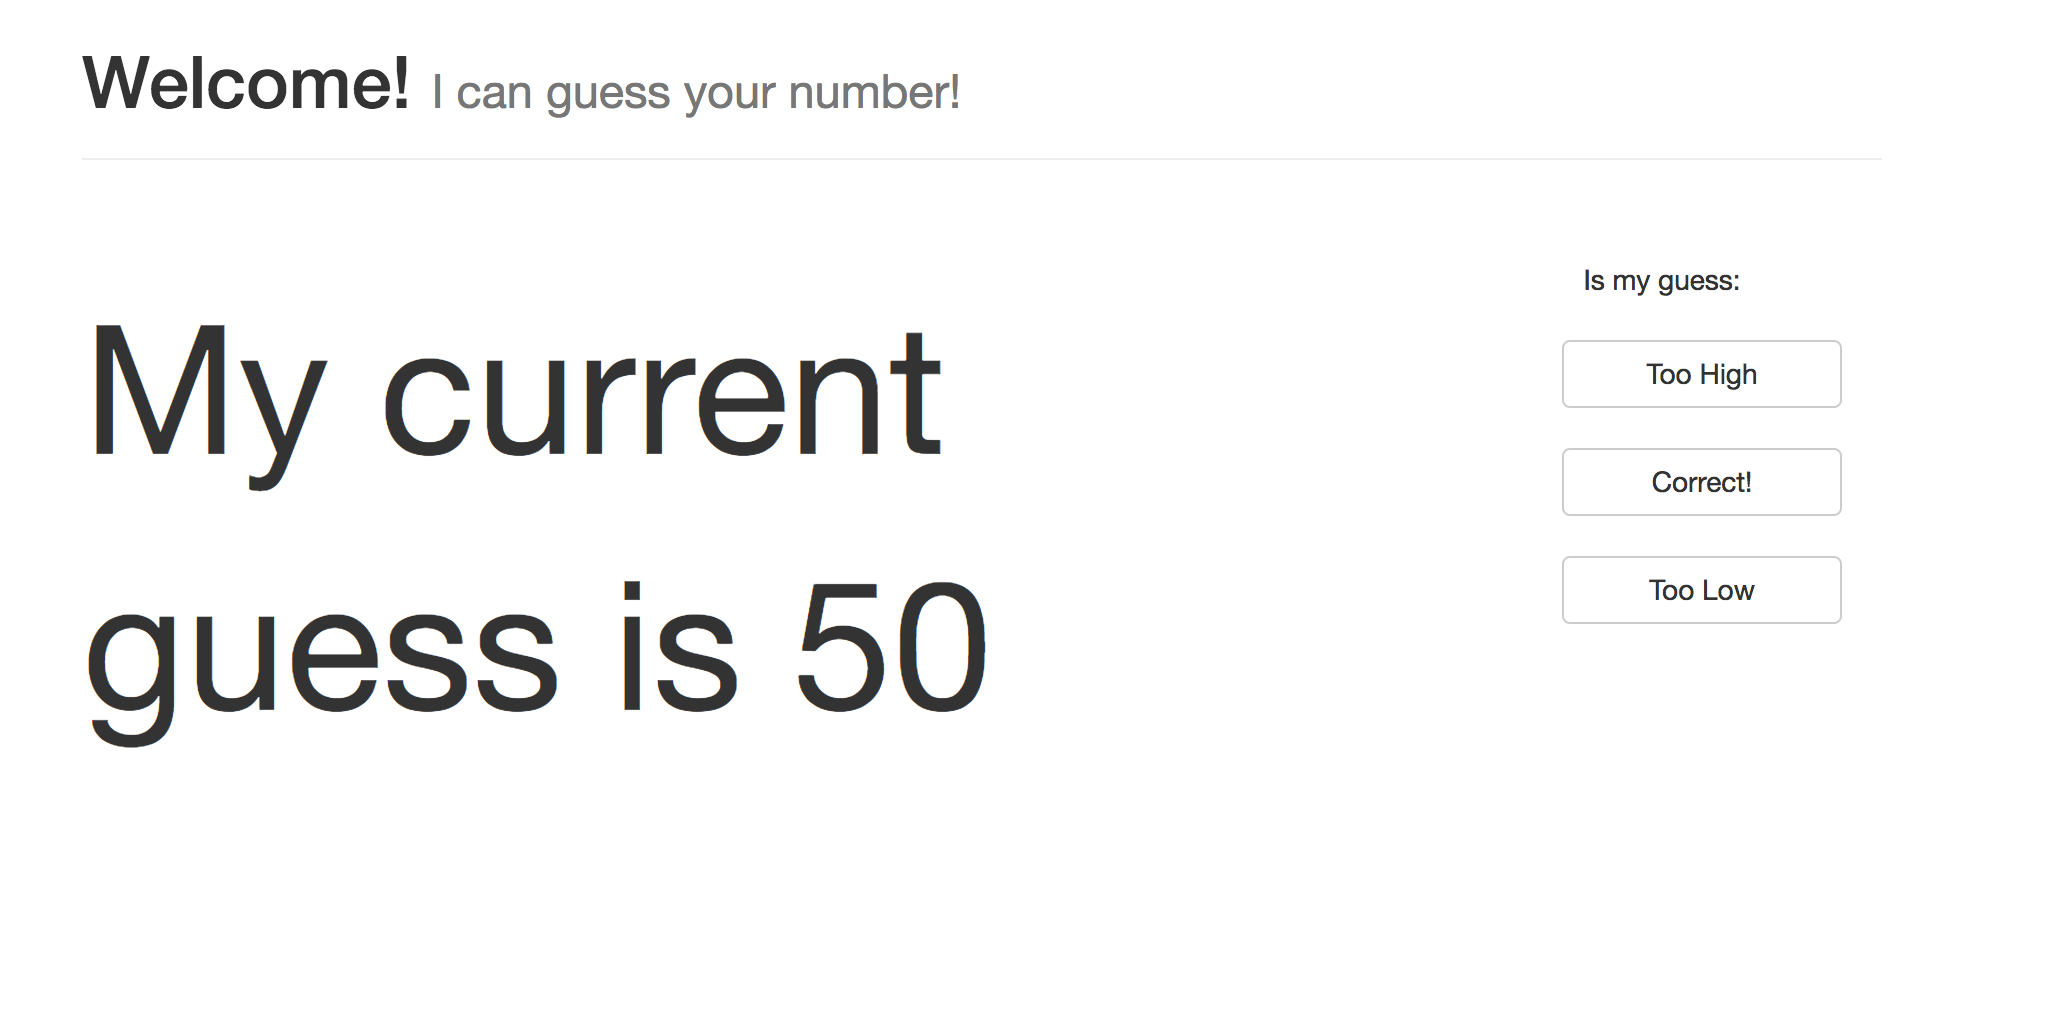 Welcome! I can guess your number!
My current
guess is 50
Is my guess:
Too High
Correct!
Too Low